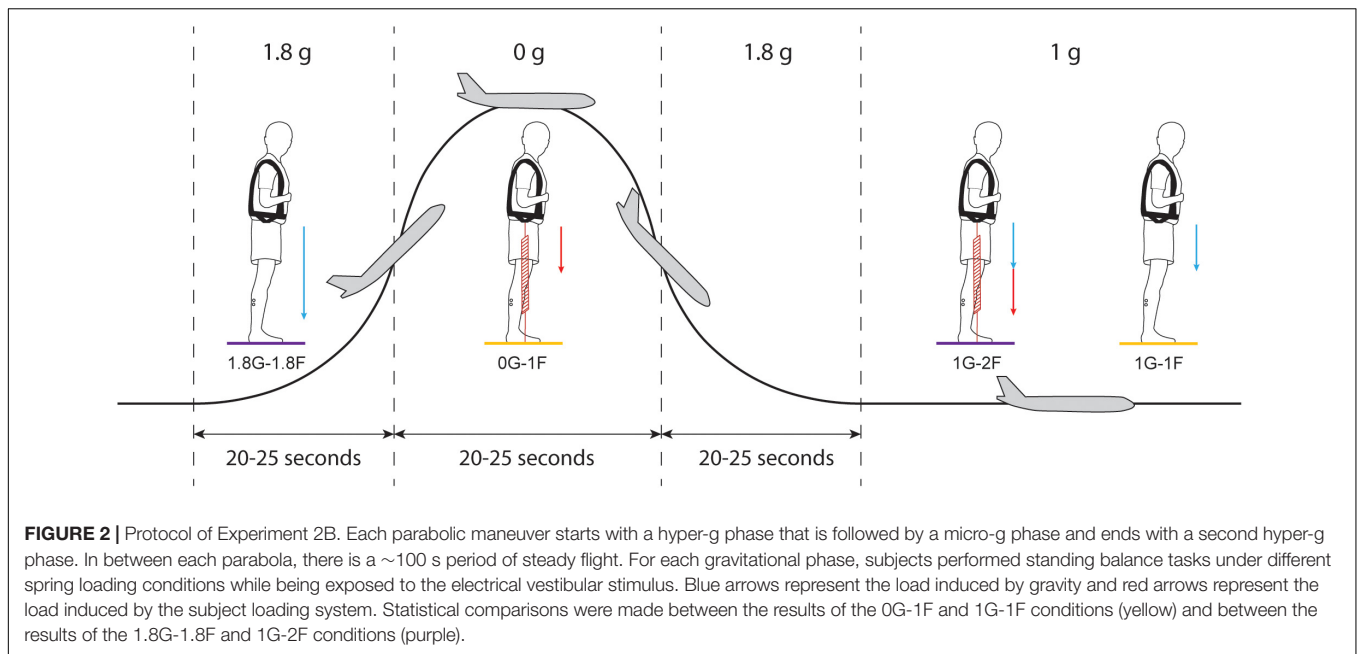 1.8 g
0 g
1.8 g
1 g
1.8G-1.8F
0G-1F
1G-2F
1G-1F
20-25 seconds
20-25 seconds
20-25 seconds
FIGURE 2 | Protocol of Experiment 2B. Each parabolic maneuver starts with a hyper-g phase that is followed by a micro-g phase and ends with a second hyper-g
phase. In between each parabola, there is a ∼100 s period of steady flight. For each gravitational phase, subjects performed standing balance tasks under different
spring loading conditions while being exposed to the electrical vestibular stimulus. Blue arrows represent the load induced by gravity and red arrows represent the
load induced by the subject loading system. Statistical comparisons were made between the results of the 0G-1F and 1G-1F conditions (yellow) and between the
results of the 1.8G-1.8F and 1G-2F conditions (purple).